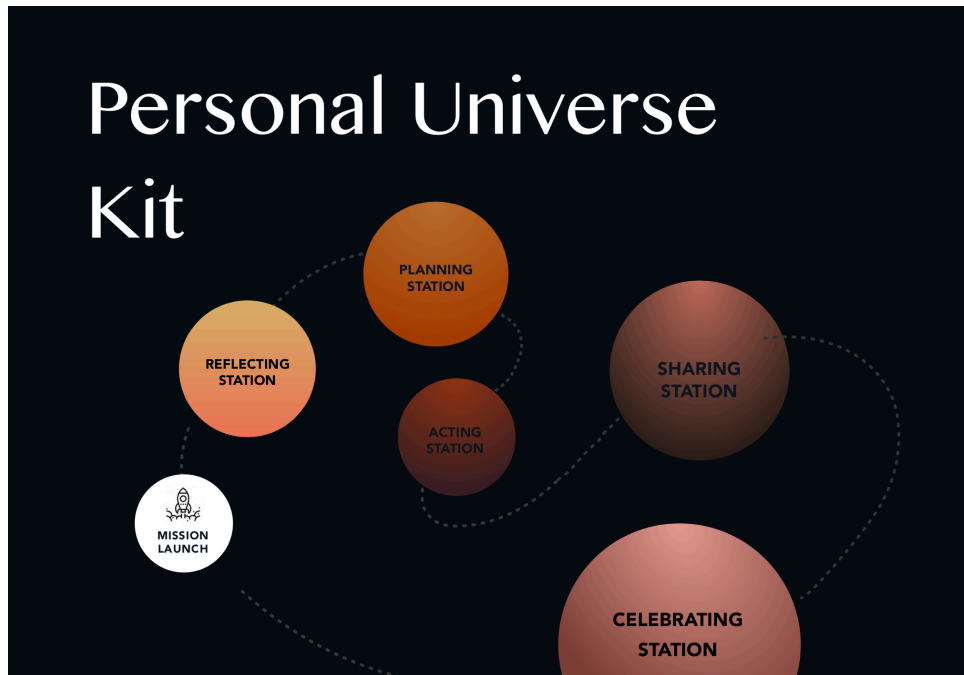 Personal Universe
Kit
PLANNING
STATION
REFLECTING
STATION
SHARING
STATION
ACTING
STATION
MISSION
LAUNCH
CELEBRATING
STATION